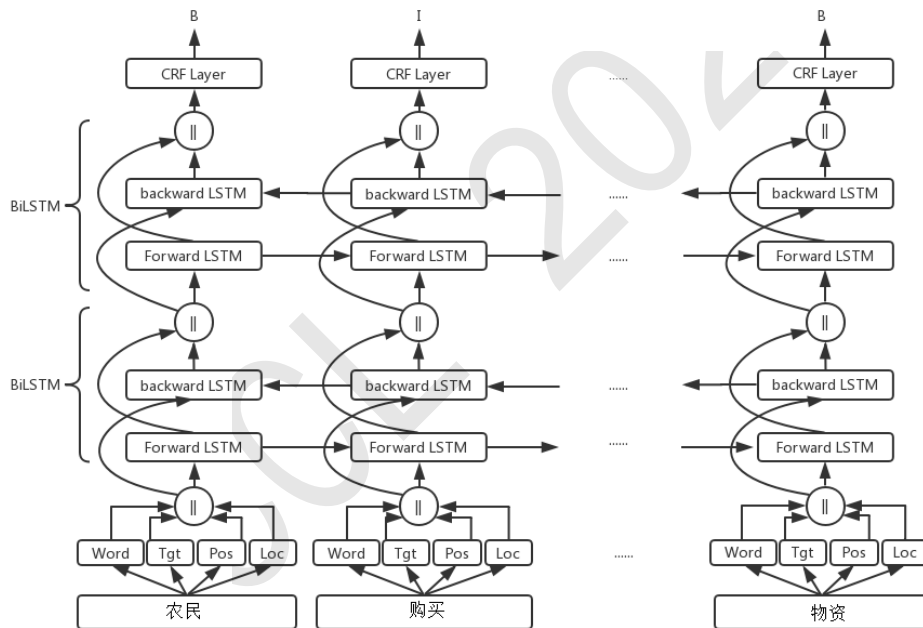 B I B
CRF Layer CRF Layer ...... CRF Layer
|| || ||
backward LSTM backward LSTM ...... backward LSTM
BiLSTM
Forward LSTM Forward LSTM ...... Forward LSTM
|| || ||
backward LSTM backward LSTM ...... backward LSTM
BiLSTM
Forward LSTM Forward LSTM ...... Forward LSTM
|| || ||
Word Tgt Pos Loc Word Tgt Pos Loc ...... Word Tgt Pos Loc
农民 购买 物资
CCL 202